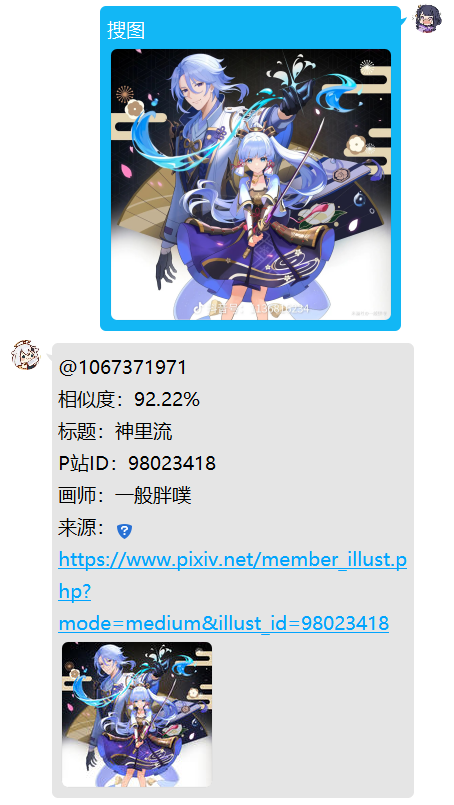 搜图
@1067371971
相似度：92.22%
标题：神里流
P站ID：98023418
画师：一般胖噗
来源：
https://www.pixiv.net/member_illust.p
hp?
mode=medium&illust_id=98023418